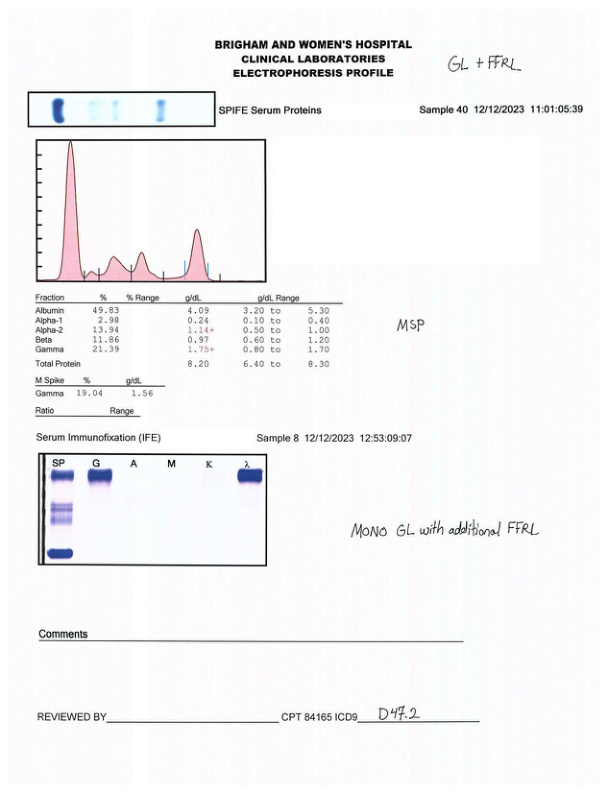 BRIGHAM AND WOMEN'S HOSPITAL
CLINICAL LABORATORIES
ELECTROPHORESIS PROFILE
GL + FFRL
SPIFE Serum Proteins Sample 40 12/12/2023 11:01:05:39
Fraction % % Range g/dL g/dL Range
Albumin 49.83 4.09 3.20 to 5.30
Alpha-1 2.98 0.24 0.10 to 0.40
Alpha-2 13.94 1.14+ 0.50 to 1.00
Beta 11.86 0.97 0.60 to 1.20
Gamma 21.39 1.75+ 0.80 to 1.70
Total Protein 8.20 6.40 to 8.30
MSP
M Spike % g/dL
Gamma 19.04 1.56
Ratio Range
Serum Immunofixation (IFE) Sample 8 12/12/2023 12:53:09:07
SP G A M K λ
MONO GL with additional FFRL
Comments
REVIEWED BY CPT 84165 ICD9 D47.2